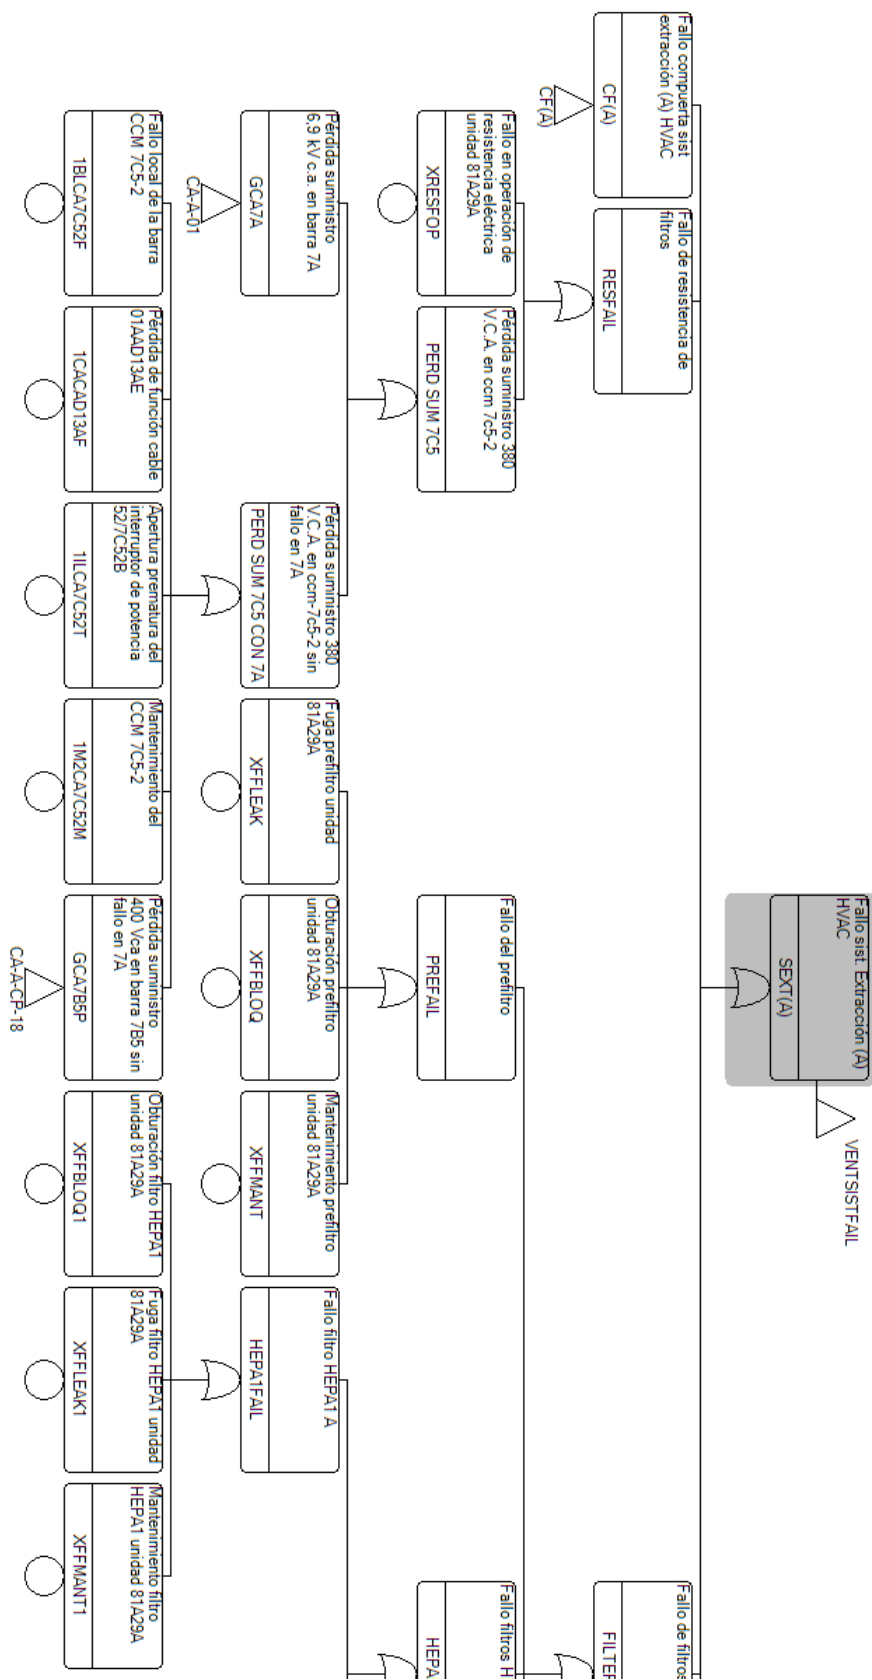 Fallo sist. Extracción (A)
HVAC
SEXT(A)
VENTSISTFAIL
Fallo compuerta sist
extracción (A) HVAC
CF(A)
CF(A)
Fallo de resistencia de
filtros
RESFAIL
Fallo de filtros
FILTER
Fallo en operación de
resistencia eléctrica
unidad 81A29A
XRESFOP
Pérdida suministro 380
V.C.A. en ccm 7c5-2
PERD SUM 7C5
Fallo del prefiltro
PREFAIL
Fallo filtros H
HEPA
Pérdida suministro
6,9 kV c.a. en barra 7A
GCA7A
CA-A-01
Pérdida suministro 380
V.C.A. en ccm-7c5-2 sin
fallo en 7A
PERD SUM 7C5 CON 7A
Fuga prefiltro unidad
81A29A
XFFLEAK
Obturación prefiltro
unidad 81A29A
XFFBLOQ
Mantenimiento prefiltro
unidad 81A29A
XFFMANT
Fallo filtro HEPA1 A
HEPA1FAIL
Fallo local de la barra
CCM 7C5-2
1BLCA7C52F
Pérdida de función cable
01AAD13AE
1CACAD13AF
Apertura prematura del
interruptor de potencia
52/7C52B
1ILCA7C52T
Mantenimiento del
CCM 7C5-2
1M2CA7C52M
Pérdida suministro
400 Vca en barra 7B5 sin
fallo en 7A
GCA7B5P
CA-A-CP-18
Obturación filtro HEPA1
unidad 81A29A
XFFBLOQ1
Fuga filtro HEPA1 unidad
81A29A
XFFLEAK1
Mantenimiento filtro
HEPA1 unidad 81A29A
XFFMANT1